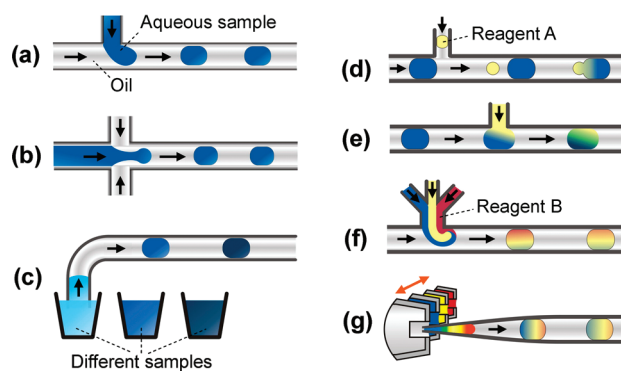 (a)
Aqueous sample
Oil
(b)
(c)
Different samples
(d)
Reagent A
(e)
(f)
Reagent B
(g)